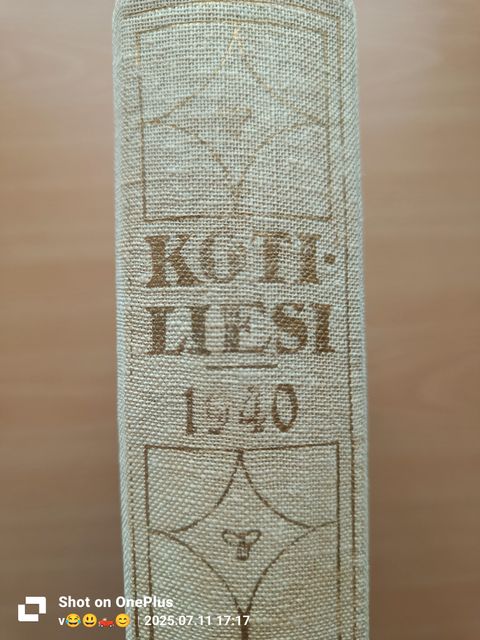 KOTI-
LIESI
1940
Shot on OnePlus
v😂😃🚗😊 | 2025.07.11 17:17